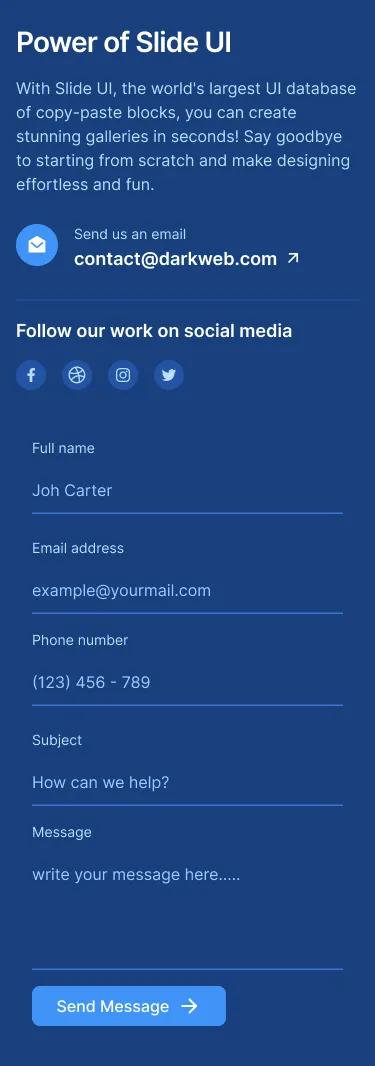 Power of Slide UI
With Slide UI, the world's largest UI database
of copy-paste blocks, you can create
stunning galleries in seconds! Say goodbye
to starting from scratch and make designing
effortless and fun.
Send us an email
contact@darkweb.com
Follow our work on social media
Full name
Joh Carter
Email address
example@yourmail.com
Phone number
(123) 456 - 789
Subject
How can we help?
Message
write your message here.....
Send Message